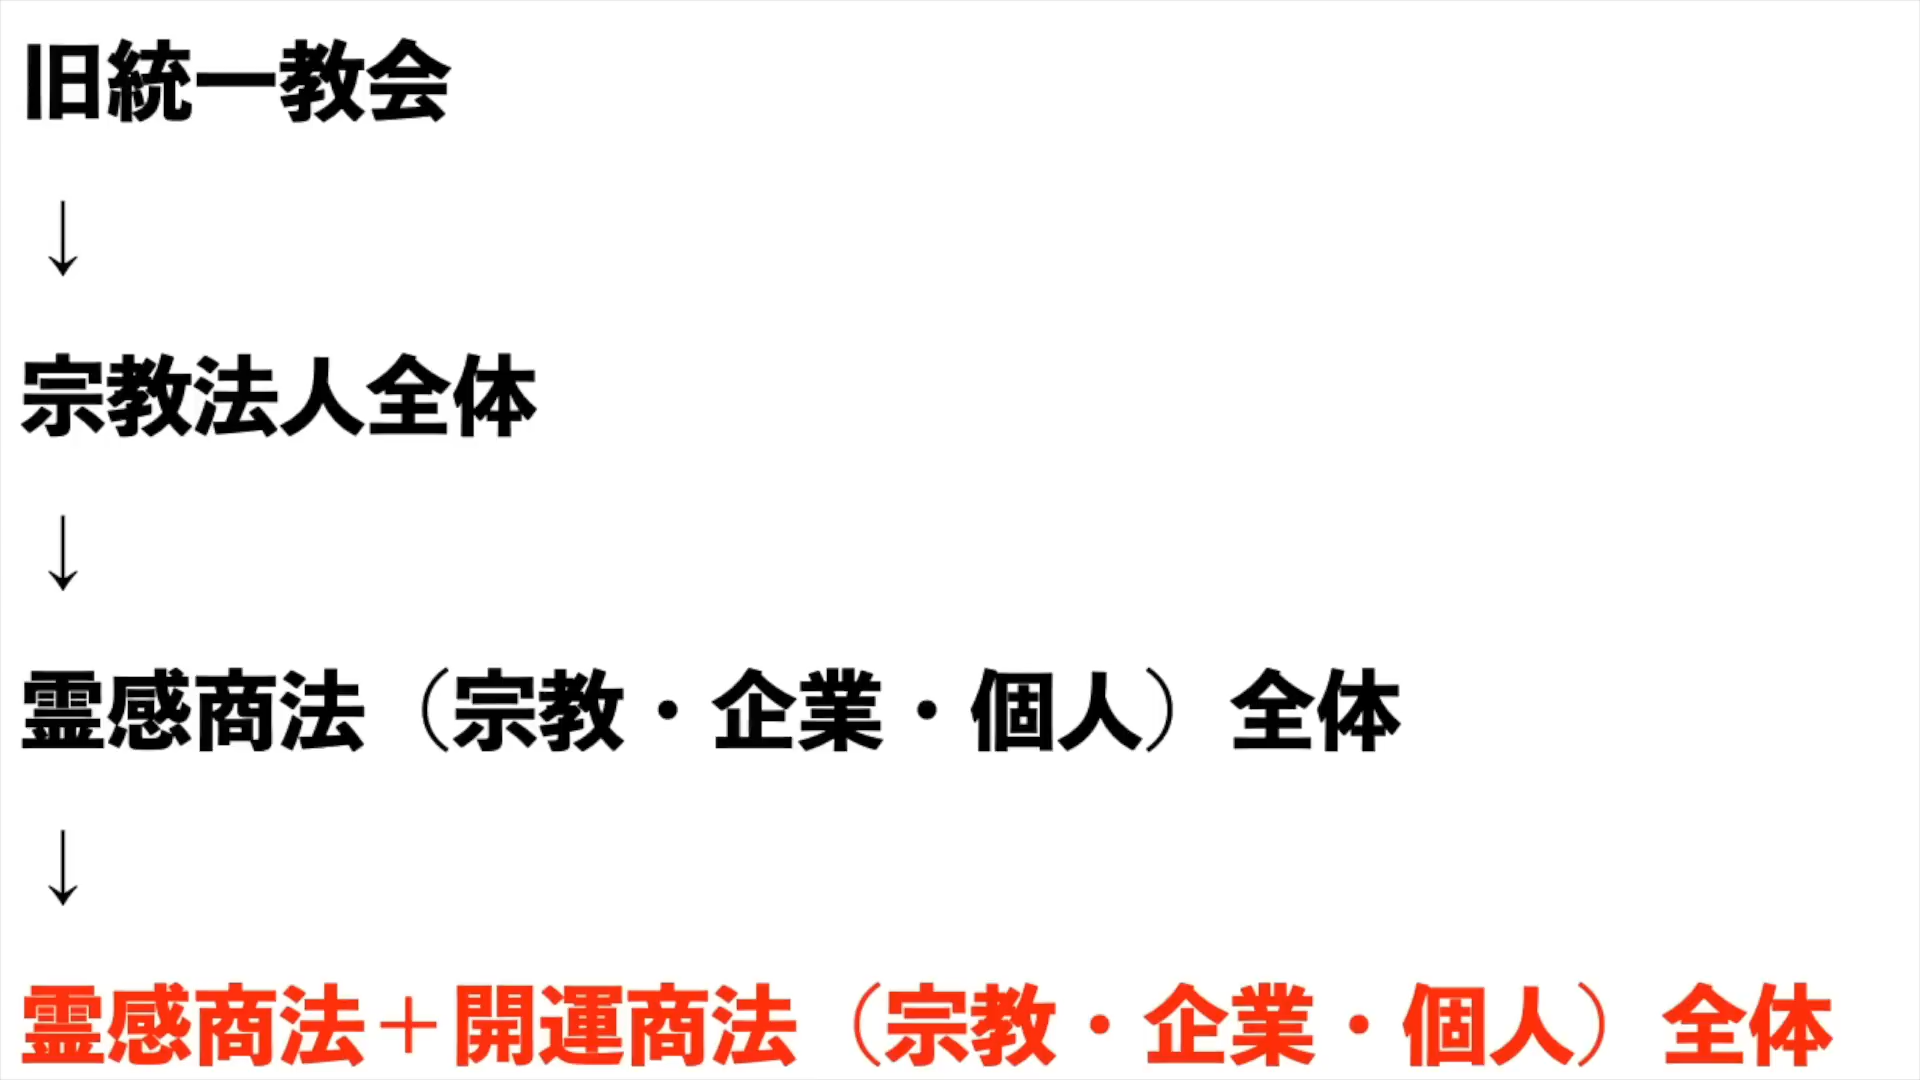 旧統一教会
↓
宗教法人全体
↓
霊感商法（宗教・企業・個人）全体
↓
霊感商法＋開運商法（宗教・企業・個人）全体